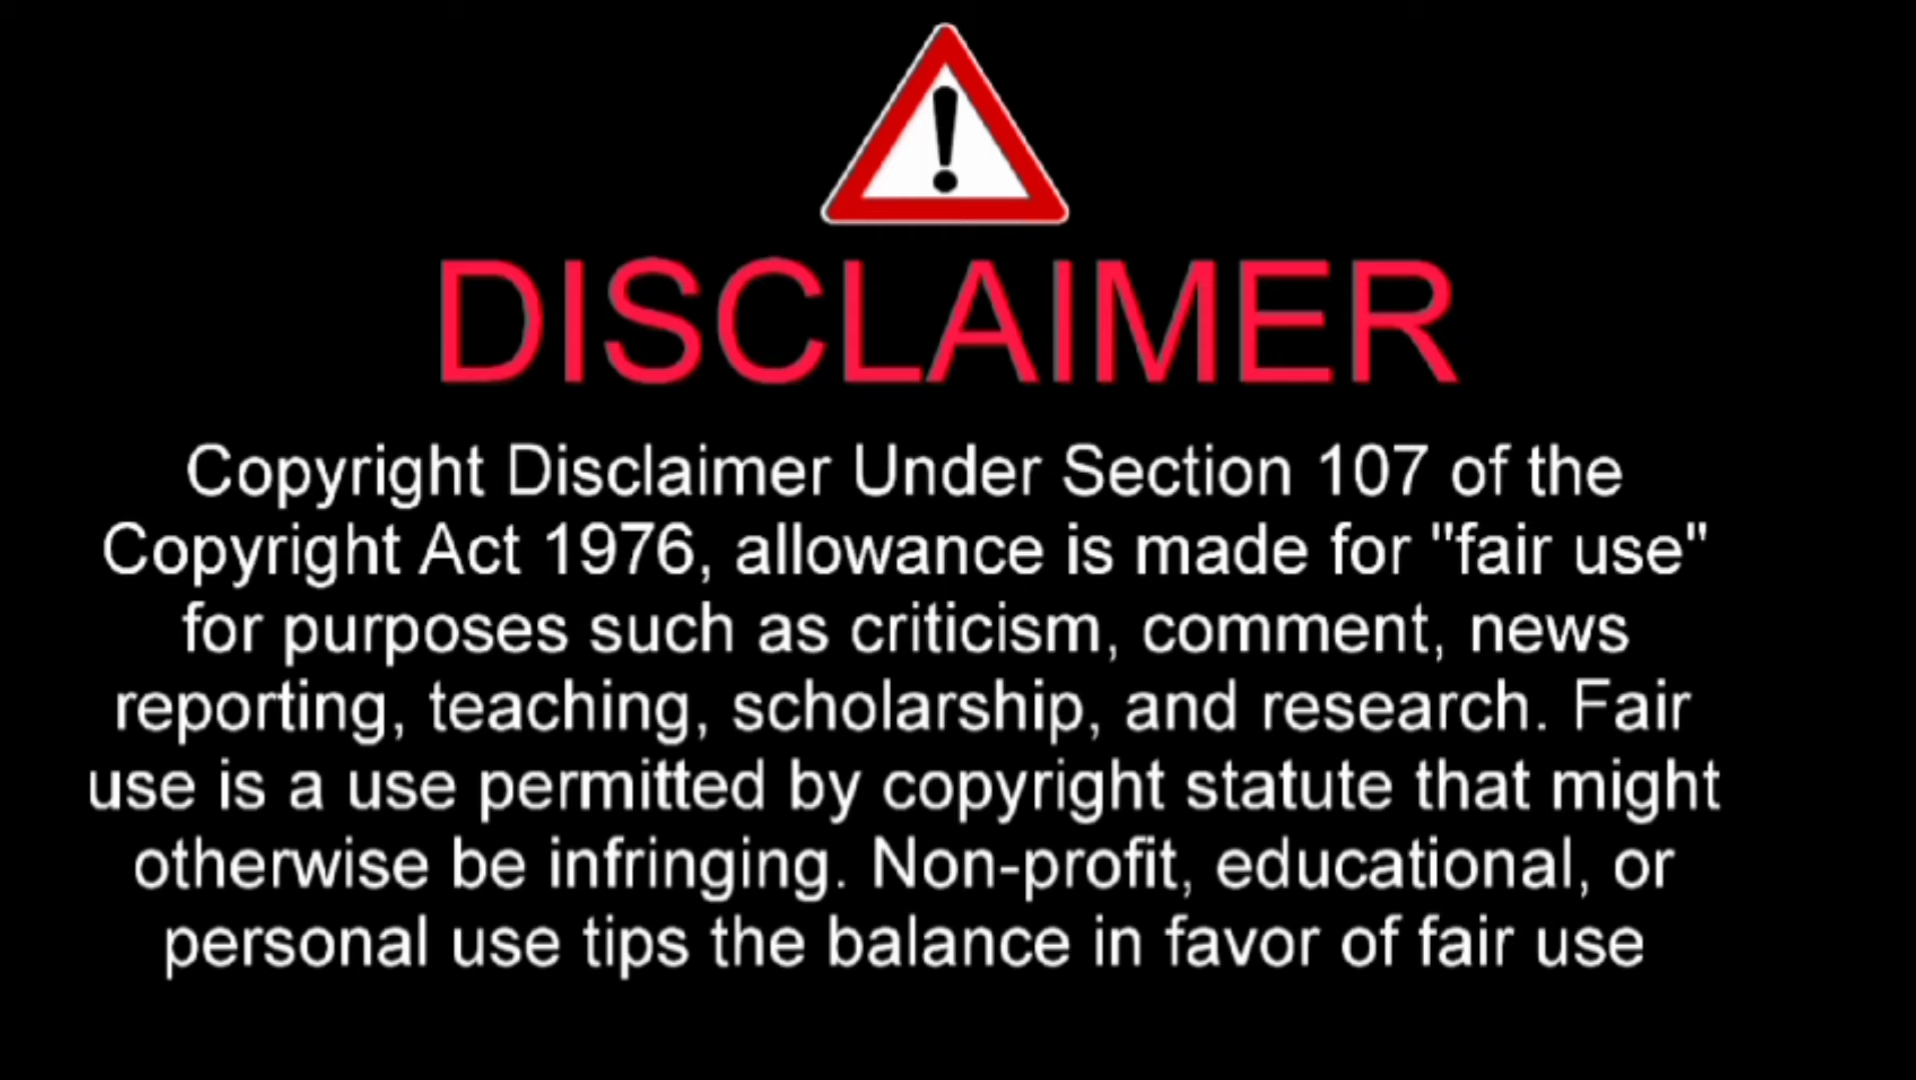 DISCLAIMER
Copyright Disclaimer Under Section 107 of the
Copyright Act 1976, allowance is made for "fair use"
for purposes such as criticism, comment, news
reporting, teaching, scholarship, and research. Fair
use is a use permitted by copyright statute that might
otherwise be infringing. Non-profit, educational, or
personal use tips the balance in favor of fair use